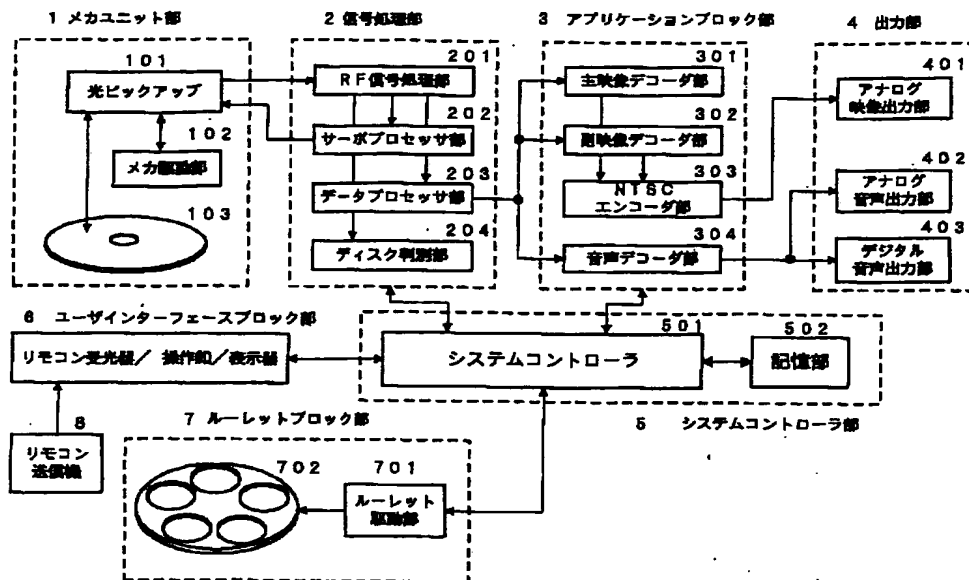 1 メカユニット部
2 信号処理部
3 アプリケーションブロック部
4 出力部
101
光ピックアップ
102
メカ駆動部
103
201
RF信号処理部
202
サーボプロセッサ部
203
データプロセッサ部
204
ディスク判別部
301
主映像デコーダ部
302
副映像デコーダ部
303
NTSC
エンコーダ部
304
音声デコーダ部
401
アナログ
映像出力部
402
アナログ
音声出力部
403
デジタル
音声出力部
6 ユーザインターフェースブロック部
リモコン受光器/ 操作部/表示器
501
システムコントローラ
502
記憶部
5 システムコントローラ部
8
リモコン
送信機
7 ルーレットブロック部
702
701
ルーレット
駆動部